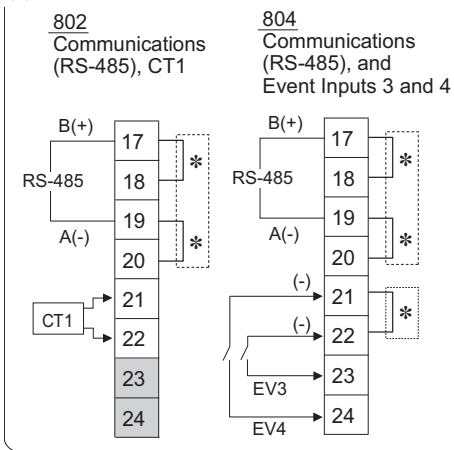 802
Communications
(RS-485), CT1
B(+)
RS-485
A(-)
17
18
19
20
21
22
23
24
*
*
CT1
804
Communications
(RS-485), and
Event Inputs 3 and 4
B(+)
RS-485
A(-)
(-)
(-)
EV3
EV4
17
18
19
20
21
22
23
24
*
*
*